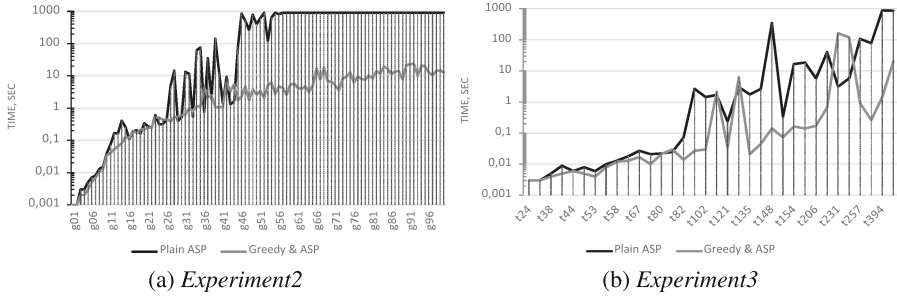 1000
100
10
1
0,1
0,01
0,001
TIME, SEC
g01 g06 g11 g16 g21 g26 g31 g36 g41 g46 g51 g56 g61 g66 g71 g76 g81 g86 g91 g96
Plain ASP Greedy & ASP
(a) Experiment2
1000
100
10
1
0,1
0,01
0,001
TIME, SEC
t24 t38 t44 t53 t58 t67 t80 t82 t102 t121 t135 t148 t154 t206 t231 t257 t394
Plain ASP Greedy & ASP
(b) Experiment3